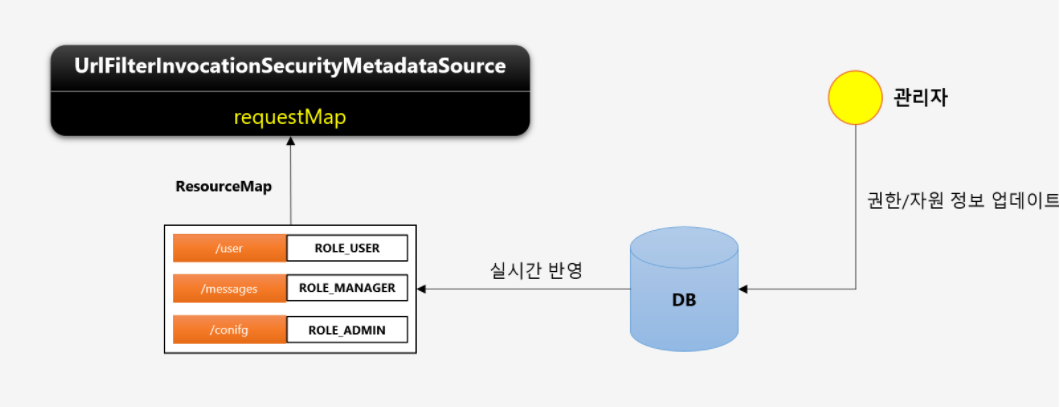 UrlFilterInvocationSecurityMetadataSource
requestMap
관리자
ResourceMap
권한/자원 정보 업데이트
/user ROLE_USER
실시간 반영
/messages ROLE_MANAGER
DB
/conifg ROLE_ADMIN